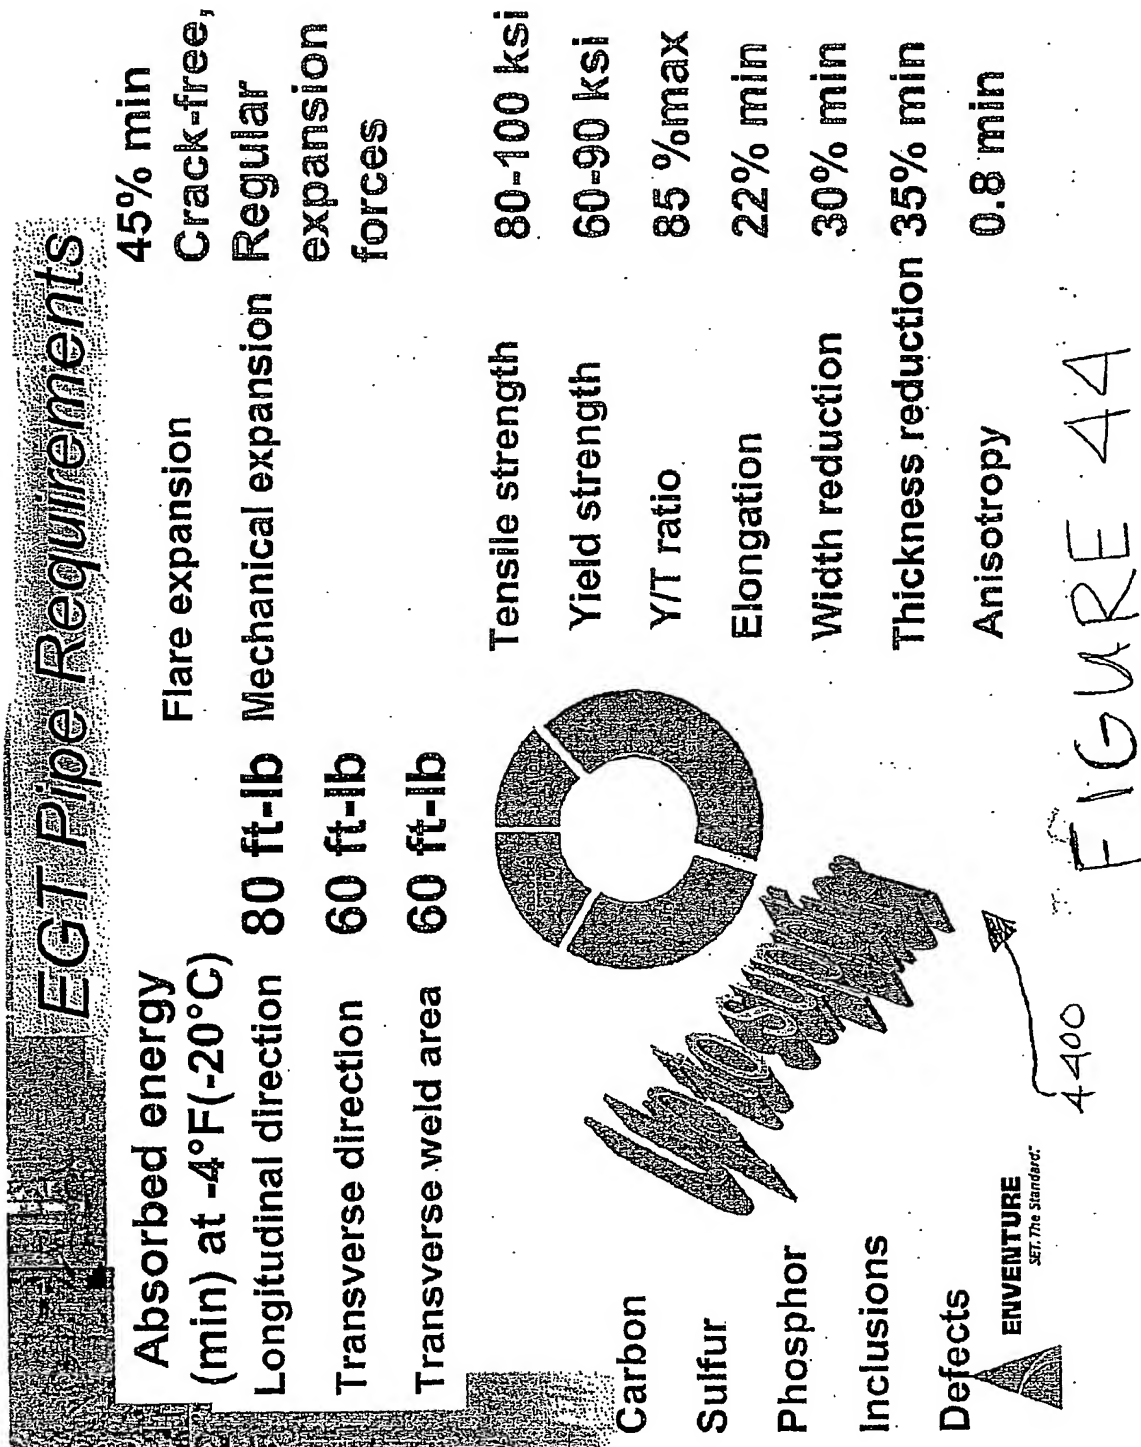 EGT Pipe Requirements
Absorbed energy
(min) at -4°F(-20°C)
Longitudinal direction 80 ft-lb
Transverse direction 60 ft-lb
Transverse weld area 60 ft-lb
Flare expansion 45% min
Mechanical expansion Crack-free,
Regular
expansion
forces
Carbon
Sulfur
Phosphor
Inclusions
Defects
Tensile strength 80-100 ksi
Yield strength 60-90 ksi
Y/T ratio 85 %max
Elongation 22% min
Width reduction 30% min
Thickness reduction 35% min
Anisotropy 0.8 min
ENVENTURE
SET. The Standard.
4400
FIGURE 44